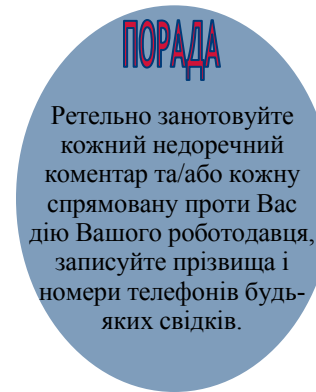 ПОРАДА
Ретельно занотовуйте
кожний недоречний
коментар та/або кожну
спрямовану проти Вас
дію Вашого роботодавця,
записуйте прізвища і
номери телефонів будь-
яких свідків.